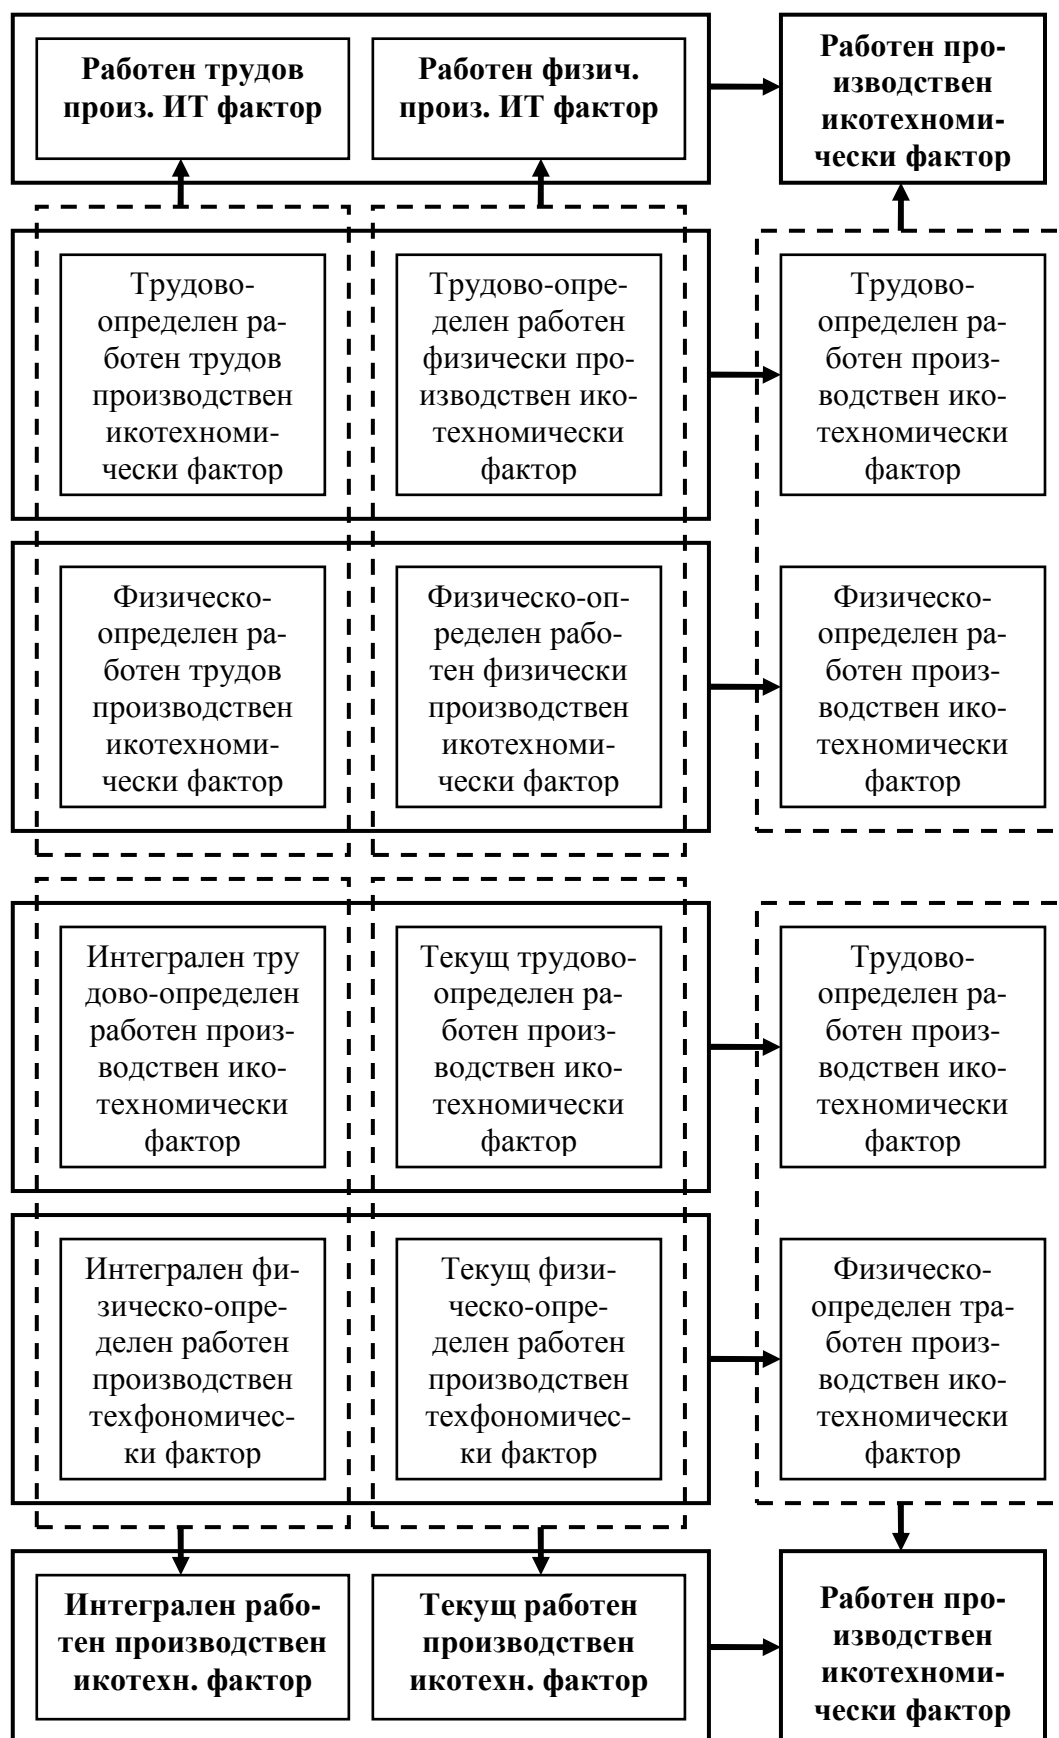 Работен трудов
произ. ИТ фактор
Работен физич.
произ. ИТ фактор
Работен про-
изводствен
икотехноми-
чески фактор
Трудово-
определен ра-
ботен трудов
производствен
икотехноми-
чески фактор
Трудово-опре-
делен работен
физически про-
изводствен ико-
техномически
фактор
Трудово-
определен ра-
ботен произ-
водствен ико-
техномически
фактор
Физическо-
определен ра-
ботен трудов
производствен
икотехноми-
чески фактор
Физическо-оп-
ределен рабо-
тен физически
производствен
икотехноми-
чески фактор
Физическо-
определен ра-
ботен произ-
водствен ико-
техномически
фактор
Интегрален тру
дово-определен
работен произ-
водствен ико-
техномически
фактор
Текущ трудово-
определен ра-
ботен произ-
водствен ико-
техномически
фактор
Трудово-
определен ра-
ботен произ-
водствен ико-
техномически
фактор
Интегрален фи-
зическо-опре-
делен работен
производствен
техфономичес-
ки фактор
Текущ физи-
ческо-опре-
делен работен
производствен
техфономичес-
ки фактор
Физическо-
определен тра-
ботен произ-
водствен ико-
техномически
фактор
Интегрален рабо-
тен производствен
икотехн. фактор
Текущ работен
производствен
икотехн. фактор
Работен про-
изводствен
икотехноми-
чески фактор